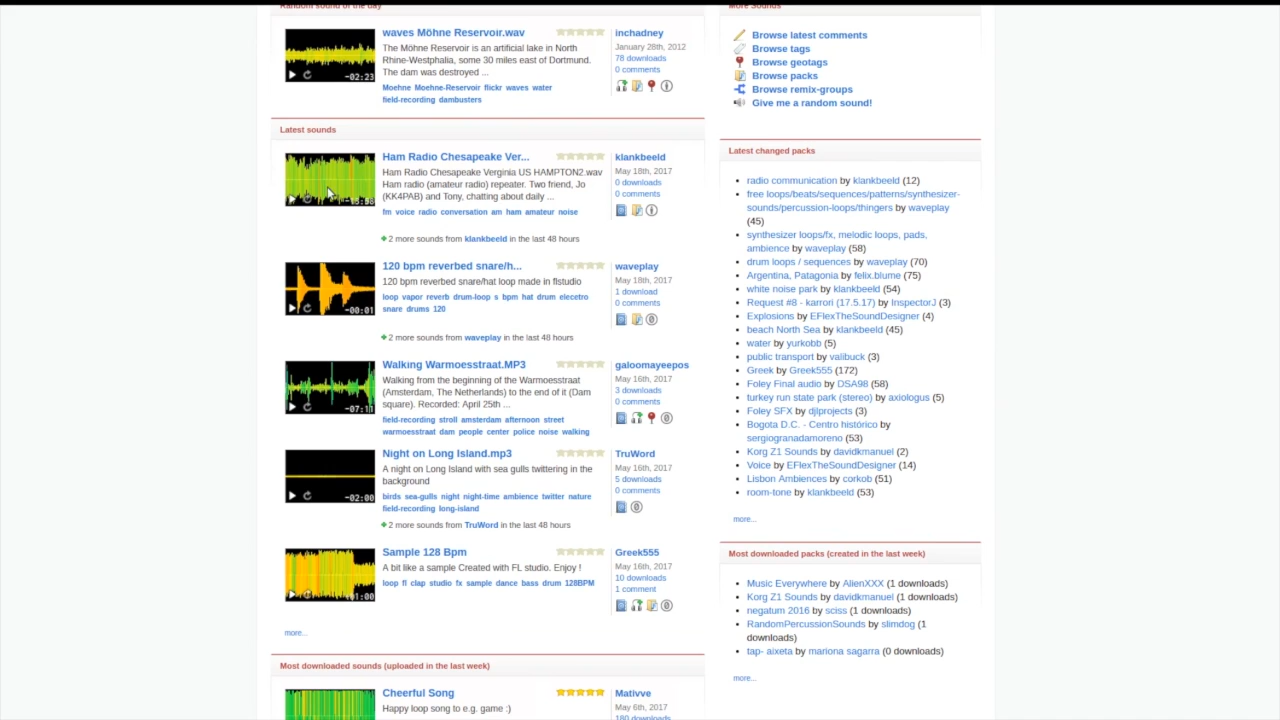 Random sound of the day
waves Möhne Reservoir.wav
The Möhne Reservoir is an artificial lake in North
Rhine-Westphalia, some 30 miles east of Dortmund.
The dam was destroyed ...
Moehne Moehne-Reservoir flickr waves water
field-recording dambusters
-02:23
inchadney
January 28th, 2012
78 downloads
0 comments
Latest sounds
Ham Radio Chesapeake Ver...
Ham Radio Chesapeake Verginia US HAMPTON2.wav
Ham radio (amateur radio) repeater. Two friend, Jo
(KK4PAB) and Tony, chatting about daily ...
fm voice radio conversation am ham amateur noise
klankbeeld
May 18th, 2017
0 downloads
0 comments
2 more sounds from klankbeeld in the last 48 hours
120 bpm reverbed snare/h...
120 bpm reverbed snare/hat loop made in flstudio
loop vapor reverb drum-loop s bpm hat drum elecetro
snare drums 120
-00:01
waveplay
May 18th, 2017
1 download
0 comments
2 more sounds from waveplay in the last 48 hours
Walking Warmoesstraat.MP3
Walking from the beginning of the Warmoesstraat
(Amsterdam, The Netherlands) to the end of it (Dam
square). Recorded: April 25th ...
field-recording stroll amsterdam afternoon street
warmoesstraat dam people center police noise walking
-07:11
galoomayeepos
May 16th, 2017
3 downloads
0 comments
Night on Long Island.mp3
A night on Long Island with sea gulls twittering in the
background
birds sea-gulls night night-time ambience twitter nature
field-recording long-island
-02:00
TruWord
May 16th, 2017
5 downloads
0 comments
2 more sounds from TruWord in the last 48 hours
Sample 128 Bpm
A bit like a sample Created with FL studio. Enjoy !
loop fl clap studio fx sample dance bass drum 128BPM
Greek555
May 16th, 2017
10 downloads
1 comment
more...
Most downloaded sounds (uploaded in the last week)
Cheerful Song
Happy loop song to e.g. game :)
Mativve
May 6th, 2017
180 downloads
More Sounds
Browse latest comments
Browse tags
Browse geotags
Browse packs
Browse remix-groups
Give me a random sound!
Latest changed packs
radio communication by klankbeeld (12)
free loops/beats/sequences/patterns/synthesizer-
sounds/percussion-loops/thingers by waveplay
(45)
synthesizer loops/fx, melodic loops, pads,
ambience by waveplay (58)
drum loops / sequences by waveplay (70)
Argentina, Patagonia by felix.blume (75)
white noise park by klankbeeld (54)
Request #8 - karrori (17.5.17) by InspectorJ (3)
Explosions by EFlexTheSoundDesigner (4)
beach North Sea by klankbeeld (45)
water by yurkobb (5)
public transport by valibuck (3)
Greek by Greek555 (172)
Foley Final audio by DSA98 (58)
turkey run state park (stereo) by axiologus (5)
Foley SFX by djlprojects (3)
Bogota D.C. - Centro histórico by
sergiogranadamoreno (53)
Korg Z1 Sounds by davidkmanuel (2)
Voice by EFlexTheSoundDesigner (14)
Lisbon Ambiences by corkob (51)
room-tone by klankbeeld (53)
more...
Most downloaded packs (created in the last week)
Music Everywhere by AlienXXX (1 downloads)
Korg Z1 Sounds by davidkmanuel (1 downloads)
negatum 2016 by sciss (1 downloads)
RandomPercussionSounds by slimdog (1
downloads)
tap- aixeta by mariona sagarra (0 downloads)
more...